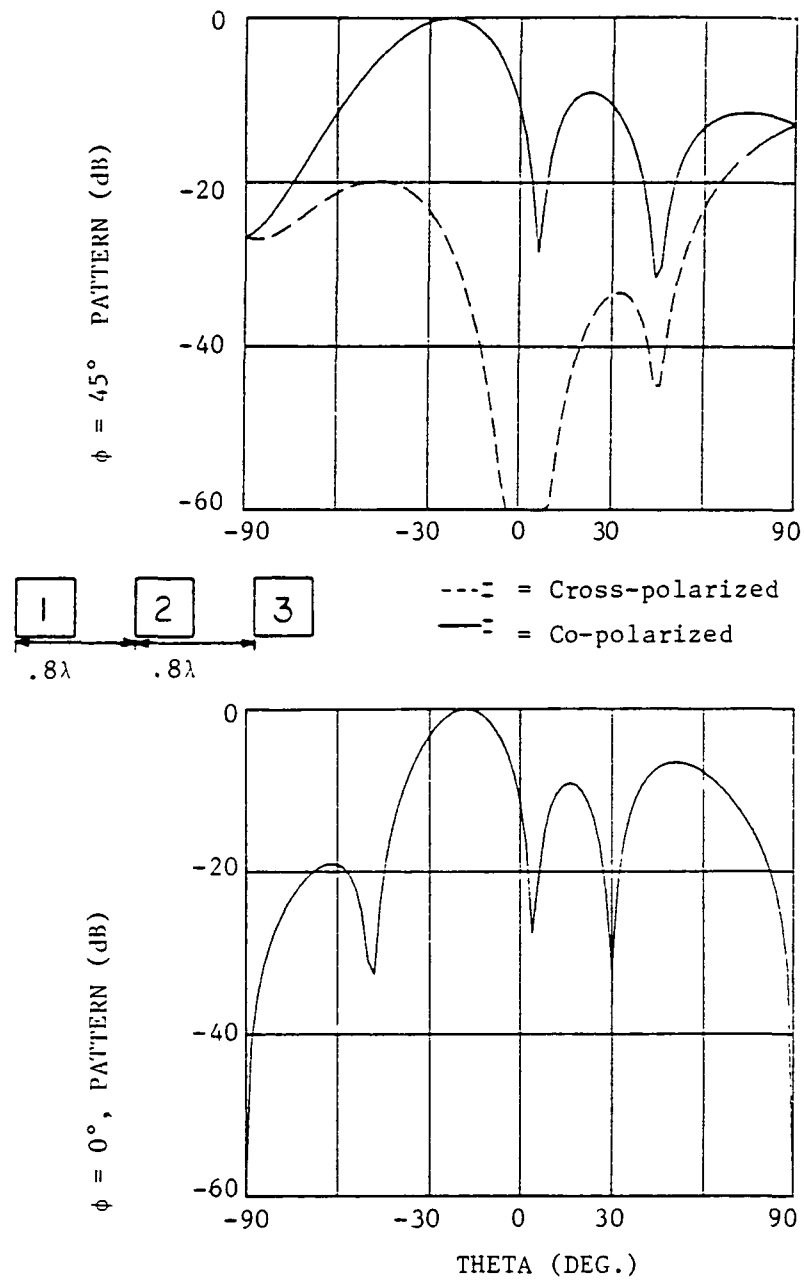 0
-20
-40
-60
φ = 45° PATTERN (dB)
-90 -30 0 30 90
1 2 3
.8λ .8λ
= Cross-polarized
= Co-polarized
0
-20
-40
-60
φ = 0°, PATTERN (dB)
-90 -30 0 30 90
THETA (DEG.)